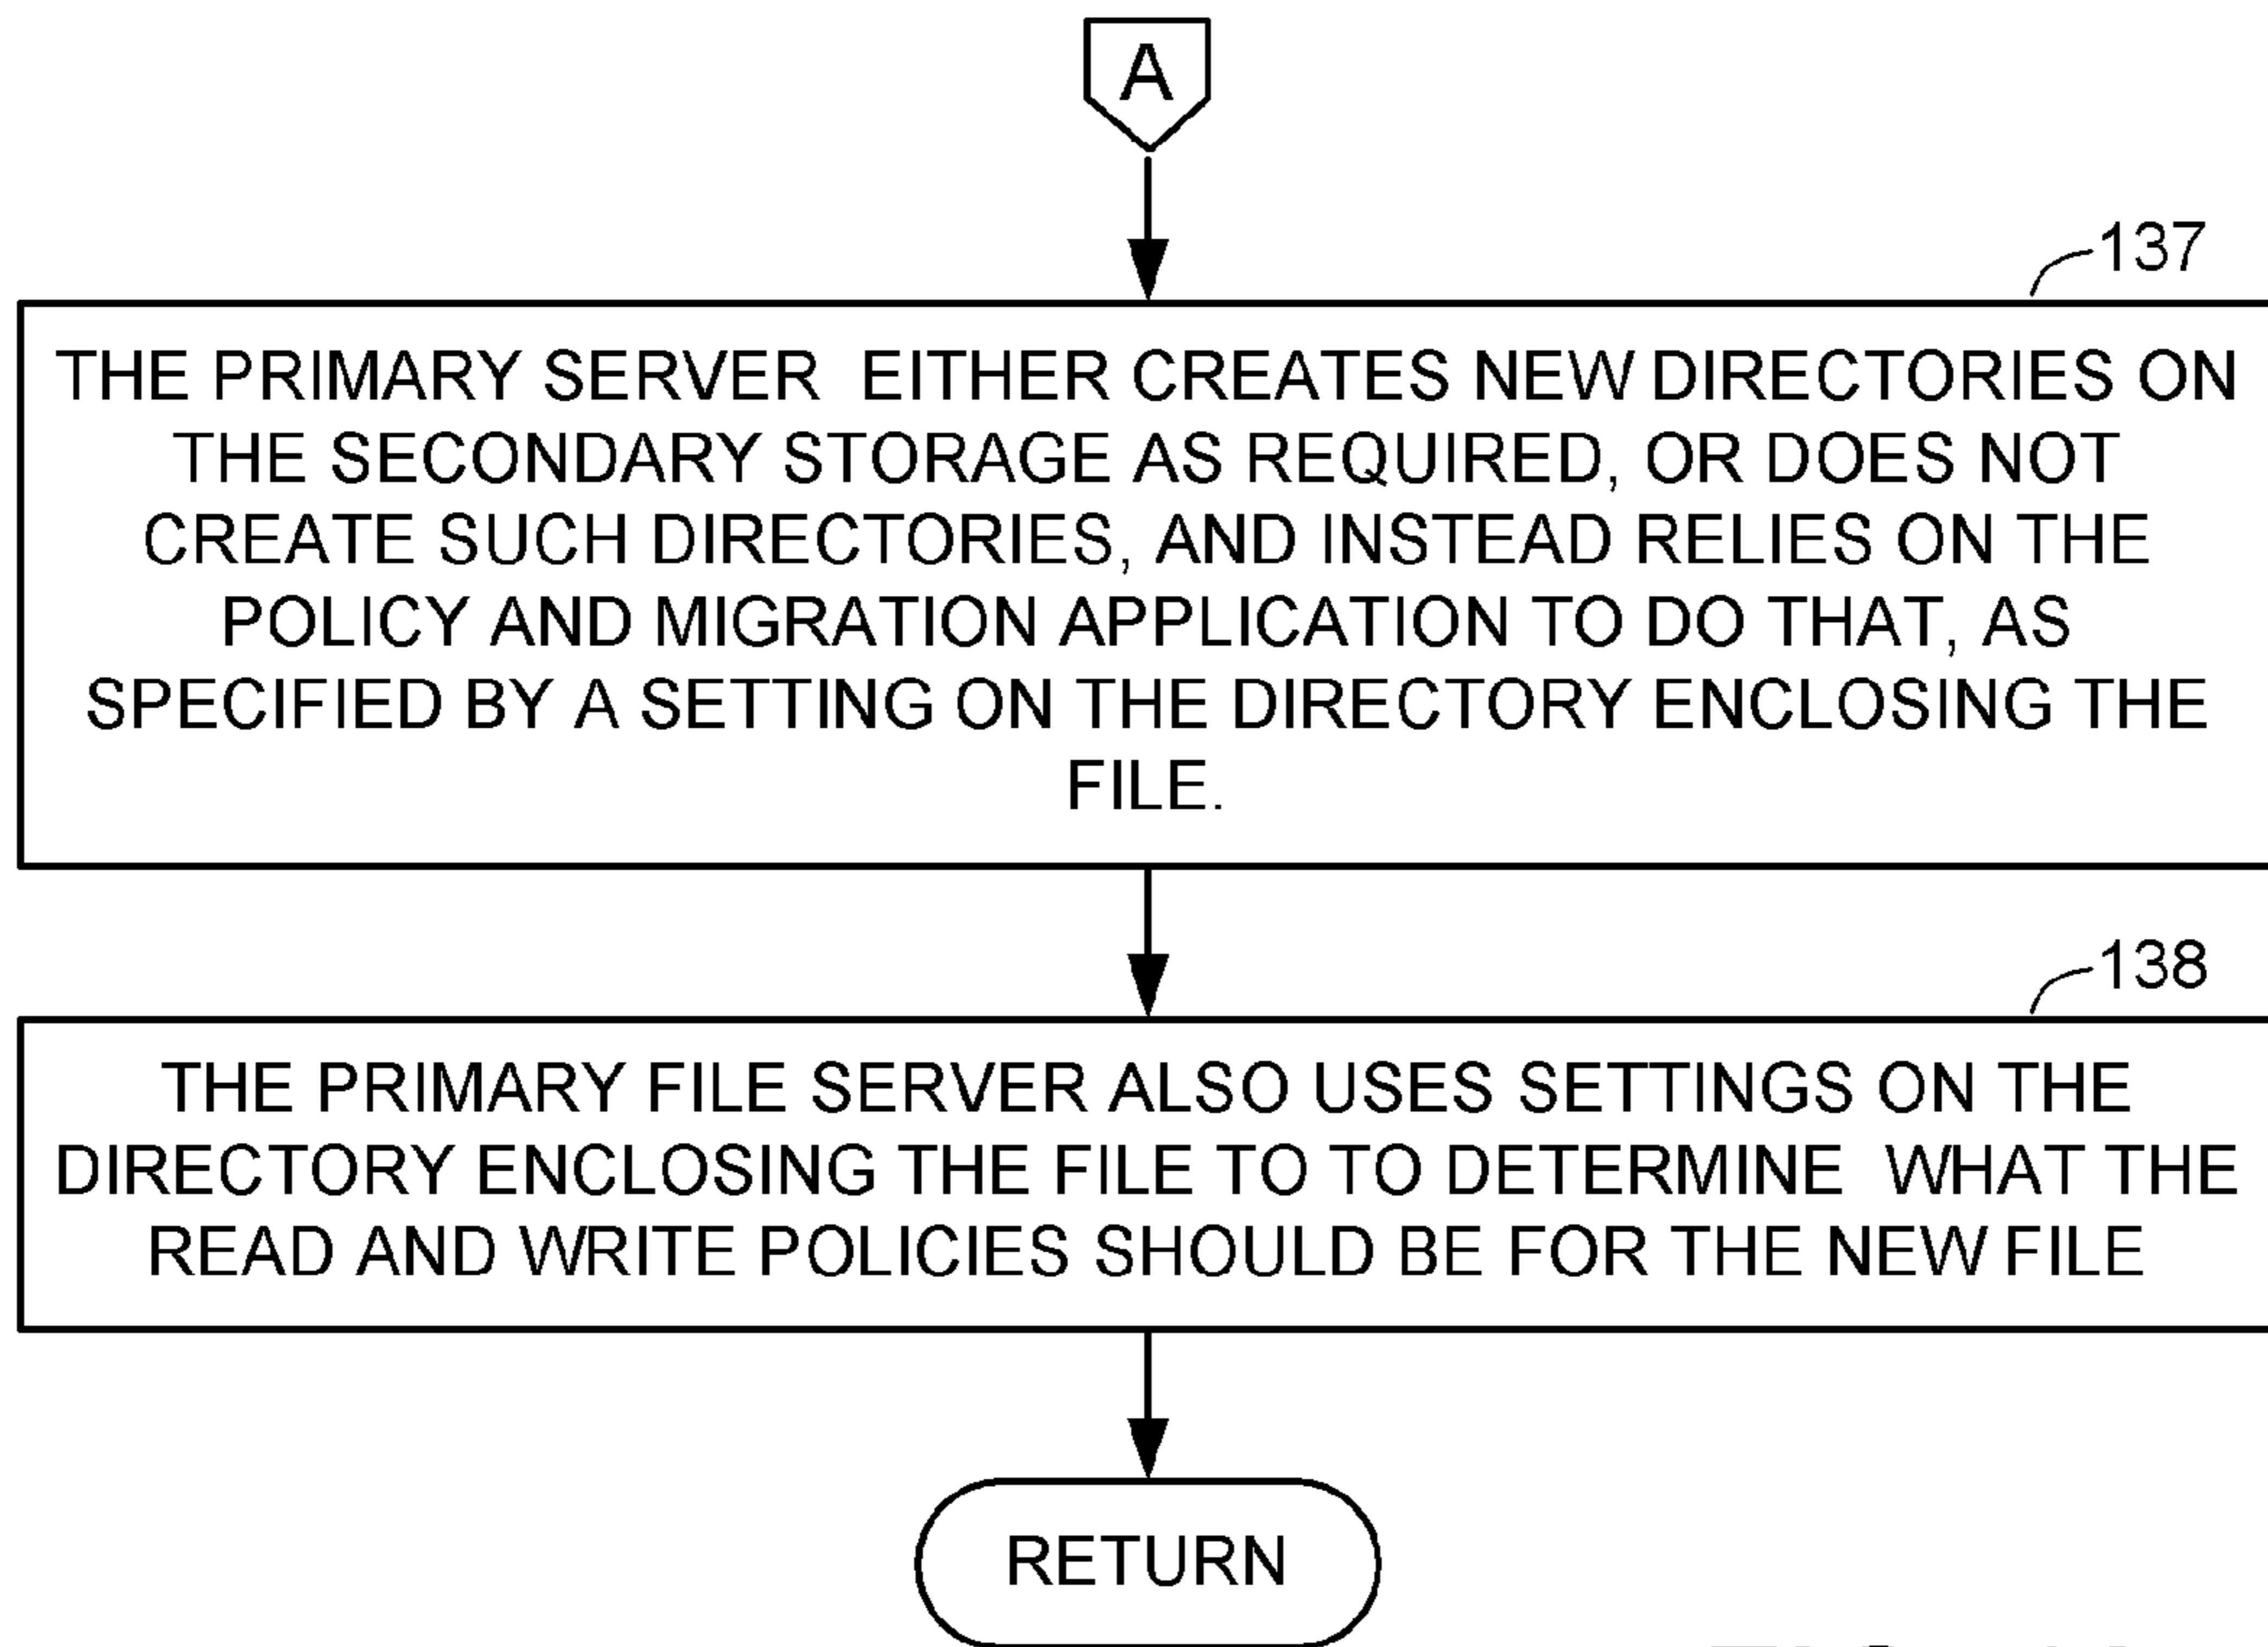 A
137
THE PRIMARY SERVER EITHER CREATES NEW DIRECTORIES ON
THE SECONDARY STORAGE AS REQUIRED, OR DOES NOT
CREATE SUCH DIRECTORIES, AND INSTEAD RELIES ON THE
POLICY AND MIGRATION APPLICATION TO DO THAT, AS
SPECIFIED BY A SETTING ON THE DIRECTORY ENCLOSING THE
FILE.
138
THE PRIMARY FILE SERVER ALSO USES SETTINGS ON THE
DIRECTORY ENCLOSING THE FILE TO TO DETERMINE WHAT THE
READ AND WRITE POLICIES SHOULD BE FOR THE NEW FILE
RETURN